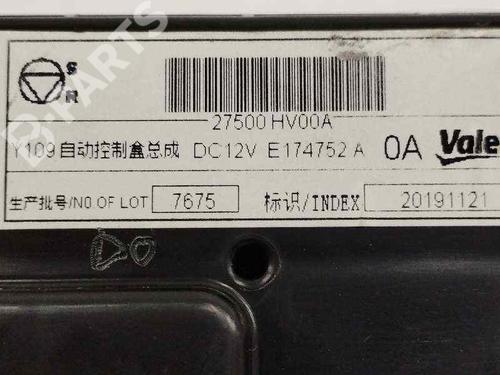 S
R
27500 HV00A
Y109 自动控制盒总成 DC12V E174752 A 0A Vale
生产批号/NO.OF LOT 7675 标识/INDEX 20191121
B-PARTS